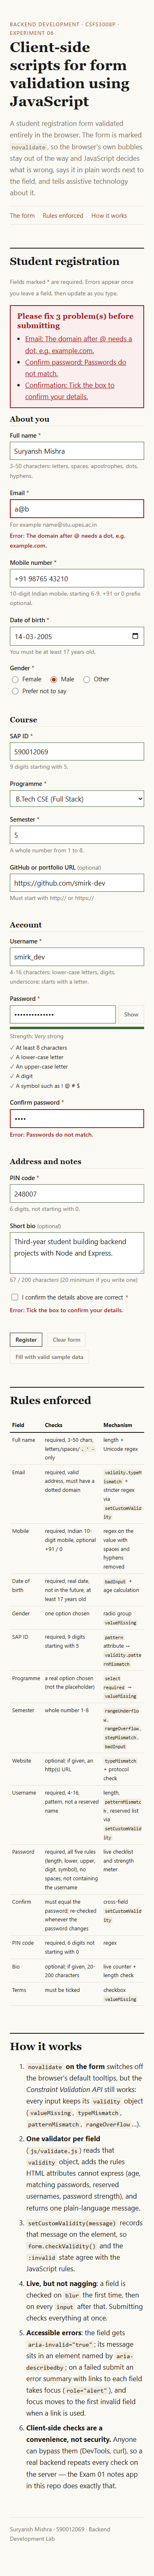 BACKEND DEVELOPMENT · CSFS3008P ·
EXPERIMENT 06
Client-side
scripts for form
validation using
JavaScript
A student registration form validated
entirely in the browser. The form is marked
novalidate, so the browser's own bubbles
stay out of the way and JavaScript decides
what is wrong, says it in plain words next to
the field, and tells assistive technology
about it.
The form Rules enforced How it works
Student registration
Fields marked * are required. Errors appear once
you leave a field, then update as you type.
Please fix 3 problem(s) before
submitting
• Email: The domain after @ needs a
dot, e.g. example.com.
• Confirm password: Passwords do
not match.
• Confirmation: Tick the box to
confirm your details.
About you
Full name *
Suryansh Mishra
3–50 characters: letters, spaces, apostrophes, dots,
hyphens.
Email *
a@b
For example name@stu.upes.ac.in
Error: The domain after @ needs a dot, e.g.
example.com.
Mobile number *
+91 98765 43210
10-digit Indian mobile, starting 6-9. +91 or 0 prefix
optional.
Date of birth *
14-03-2005
You must be at least 17 years old.
Gender *
Female Male Other
Prefer not to say
Course
SAP ID *
590012069
9 digits starting with 5.
Programme *
B.Tech CSE (Full Stack)
Semester *
5
A whole number from 1 to 8.
GitHub or portfolio URL (optional)
https://github.com/smirk-dev
Must start with http:// or https://
Account
Username *
smirk_dev
4–16 characters: lower-case letters, digits,
underscore; starts with a letter.
Password *
•••••••••••••• Show
Strength: Very strong
✓ At least 8 characters
✓ A lower-case letter
✓ An upper-case letter
✓ A digit
✓ A symbol such as ! @ # $
Confirm password *
••••
Error: Passwords do not match.
Address and notes
PIN code *
248007
6 digits, not starting with 0.
Short bio (optional)
Third-year student building backend
projects with Node and Express.
67 / 200 characters (20 minimum if you write one)
I confirm the details above are correct *
Error: Tick the box to confirm your details.
Register Clear form
Fill with valid sample data
Rules enforced
Field Checks Mechanism
Full name required, 3–50 chars, letters/spaces/ . ' - only length + Unicode regex
Email required, valid address, must have a dotted domain validity.typeMismatch + stricter regex via setCustomValidity
Mobile required, Indian 10-digit mobile, optional +91 / 0 regex on the value with spaces and hyphens removed
Date of birth required, real date, not in the future, at least 17 years old badInput + age calculation
Gender one option chosen radio group valueMissing
SAP ID required, 9 digits starting with 5 pattern attribute → validity.patternMismatch
Programme a real option chosen (not the placeholder) select required → valueMissing
Semester whole number 1–8 rangeUnderflow, rangeOverflow, stepMismatch, badInput
Website optional; if given, an http(s) URL typeMismatch + protocol check
Username required, 4–16, pattern, not a reserved name length, patternMismatch, reserved list via setCustomValidity
Password required, all five rules (length, lower, upper, digit, symbol), no spaces, not containing the username live checklist and strength meter
Confirm must equal the password; re-checked whenever the password changes cross-field setCustomValidity
PIN code required, 6 digits not starting with 0 regex
Bio optional; if given, 20–200 characters live counter + length check
Terms must be ticked checkbox valueMissing
How it works
1. novalidate on the form switches off
the browser's default tooltips, but the
Constraint Validation API still works:
every input keeps its validity object
(valueMissing, typeMismatch,
patternMismatch, rangeOverflow…).
2. One validator per field
(js/validate.js) reads that
validity object, adds the rules
HTML attributes cannot express (age,
matching passwords, reserved
usernames, password strength), and
returns one plain-language message.
3. setCustomValidity(message) records
that message on the element, so
form.checkValidity() and the
:invalid state agree with the
JavaScript rules.
4. Live, but not nagging: a field is
checked on blur the first time, then
on every input after that. Submitting
checks everything at once.
5. Accessible errors: the field gets
aria-invalid="true"; its message
sits in an element named by aria-
describedby; on a failed submit an
error summary with links to each field
takes focus (role="alert"), and
focus moves to the first invalid field
when a link is used.
6. Client-side checks are a
convenience, not security. Anyone
can bypass them (DevTools, curl), so a
real backend repeats every check on
the server — the Exam 01 notes app
in this repo does exactly that.
Suryansh Mishra · 590012069 · Backend
Development Lab